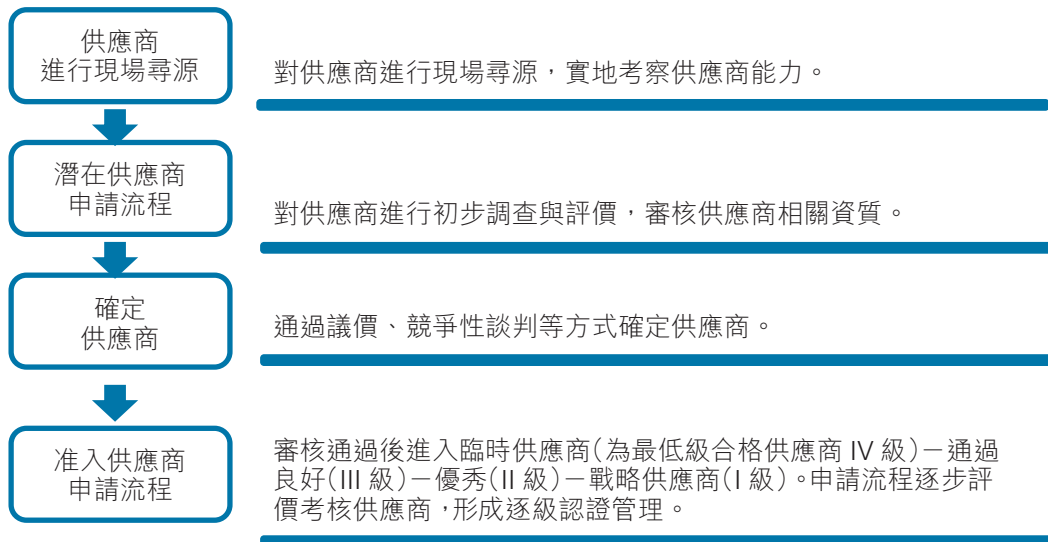 供應商
進行現場尋源
對供應商進行現場尋源，實地考察供應商能力。
潛在供應商
申請流程
對供應商進行初步調查與評價，審核供應商相關資質。
確定
供應商
通過議價、競爭性談判等方式確定供應商。
准入供應商
申請流程
審核通過後進入臨時供應商（為最低級合格供應商 IV 級）－通過
良好（III 級）－優秀（II 級）－戰略供應商（I 級）。申請流程逐步評
價考核供應商，形成逐級認證管理。